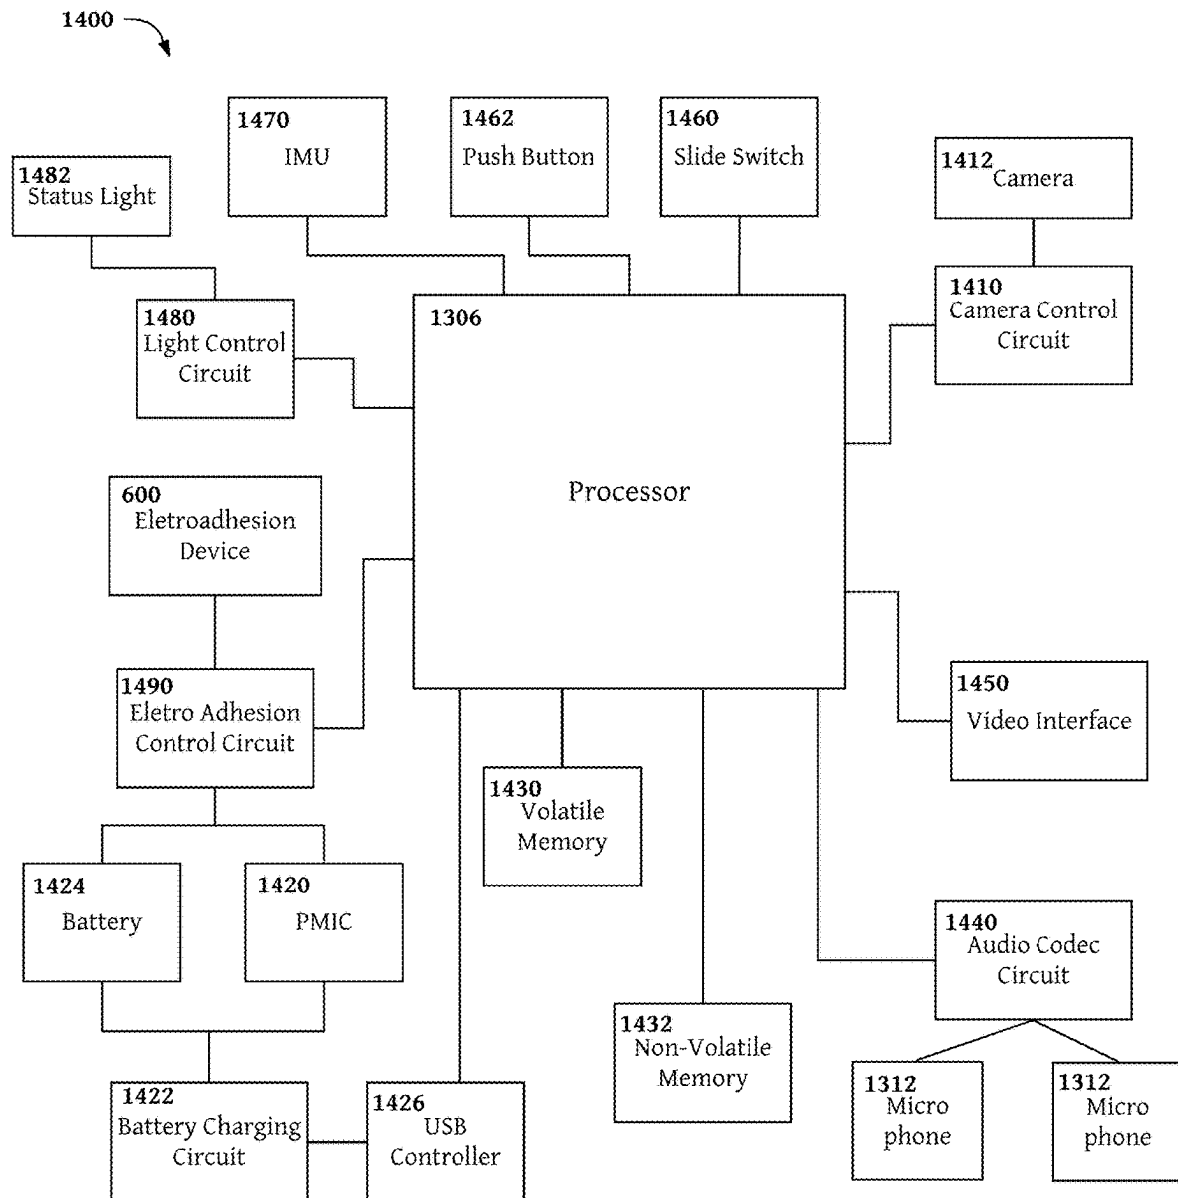 1400
1470
IMU
1462
Push Button
1460
Slide Switch
1412
Camera
1482
Status Light
1410
Camera Control
Circuit
1480
Light Control
Circuit
1306
Processor
600
Eletroadhesion
Device
1490
Eletro Adhesion
Control Circuit
1450
Video Interface
1430
Volatile
Memory
1424
Battery
1420
PMIC
1440
Audio Codec
Circuit
1432
Non-Volatile
Memory
1312
Micro
phone
1312
Micro
phone
1422
Battery Charging
Circuit
1426
USB
Controller